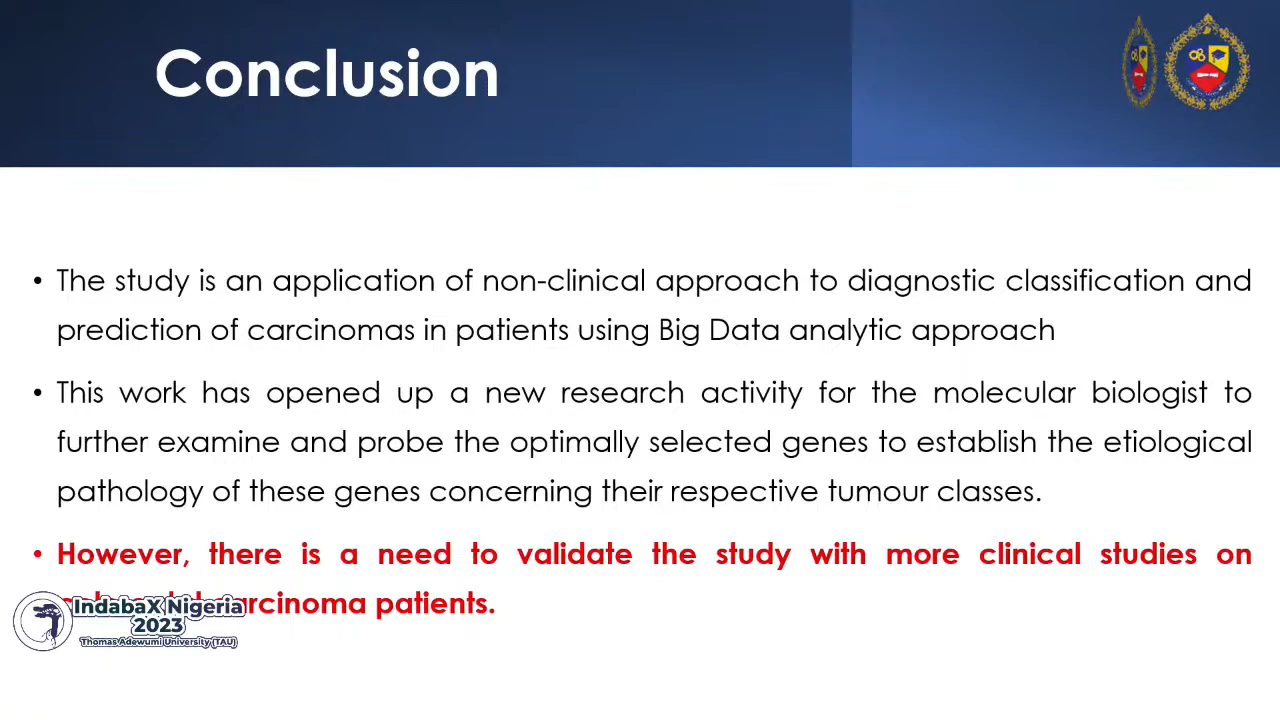 Conclusion
• The study is an application of non-clinical approach to diagnostic classification and
prediction of carcinomas in patients using Big Data analytic approach
• This work has opened up a new research activity for the molecular biologist to
further examine and probe the optimally selected genes to establish the etiological
pathology of these genes concerning their respective tumour classes.
• However, there is a need to validate the study with more clinical studies on
carcinoma patients.
IndabaX Nigeria
2023
Thomas Adewumi University (TAU)